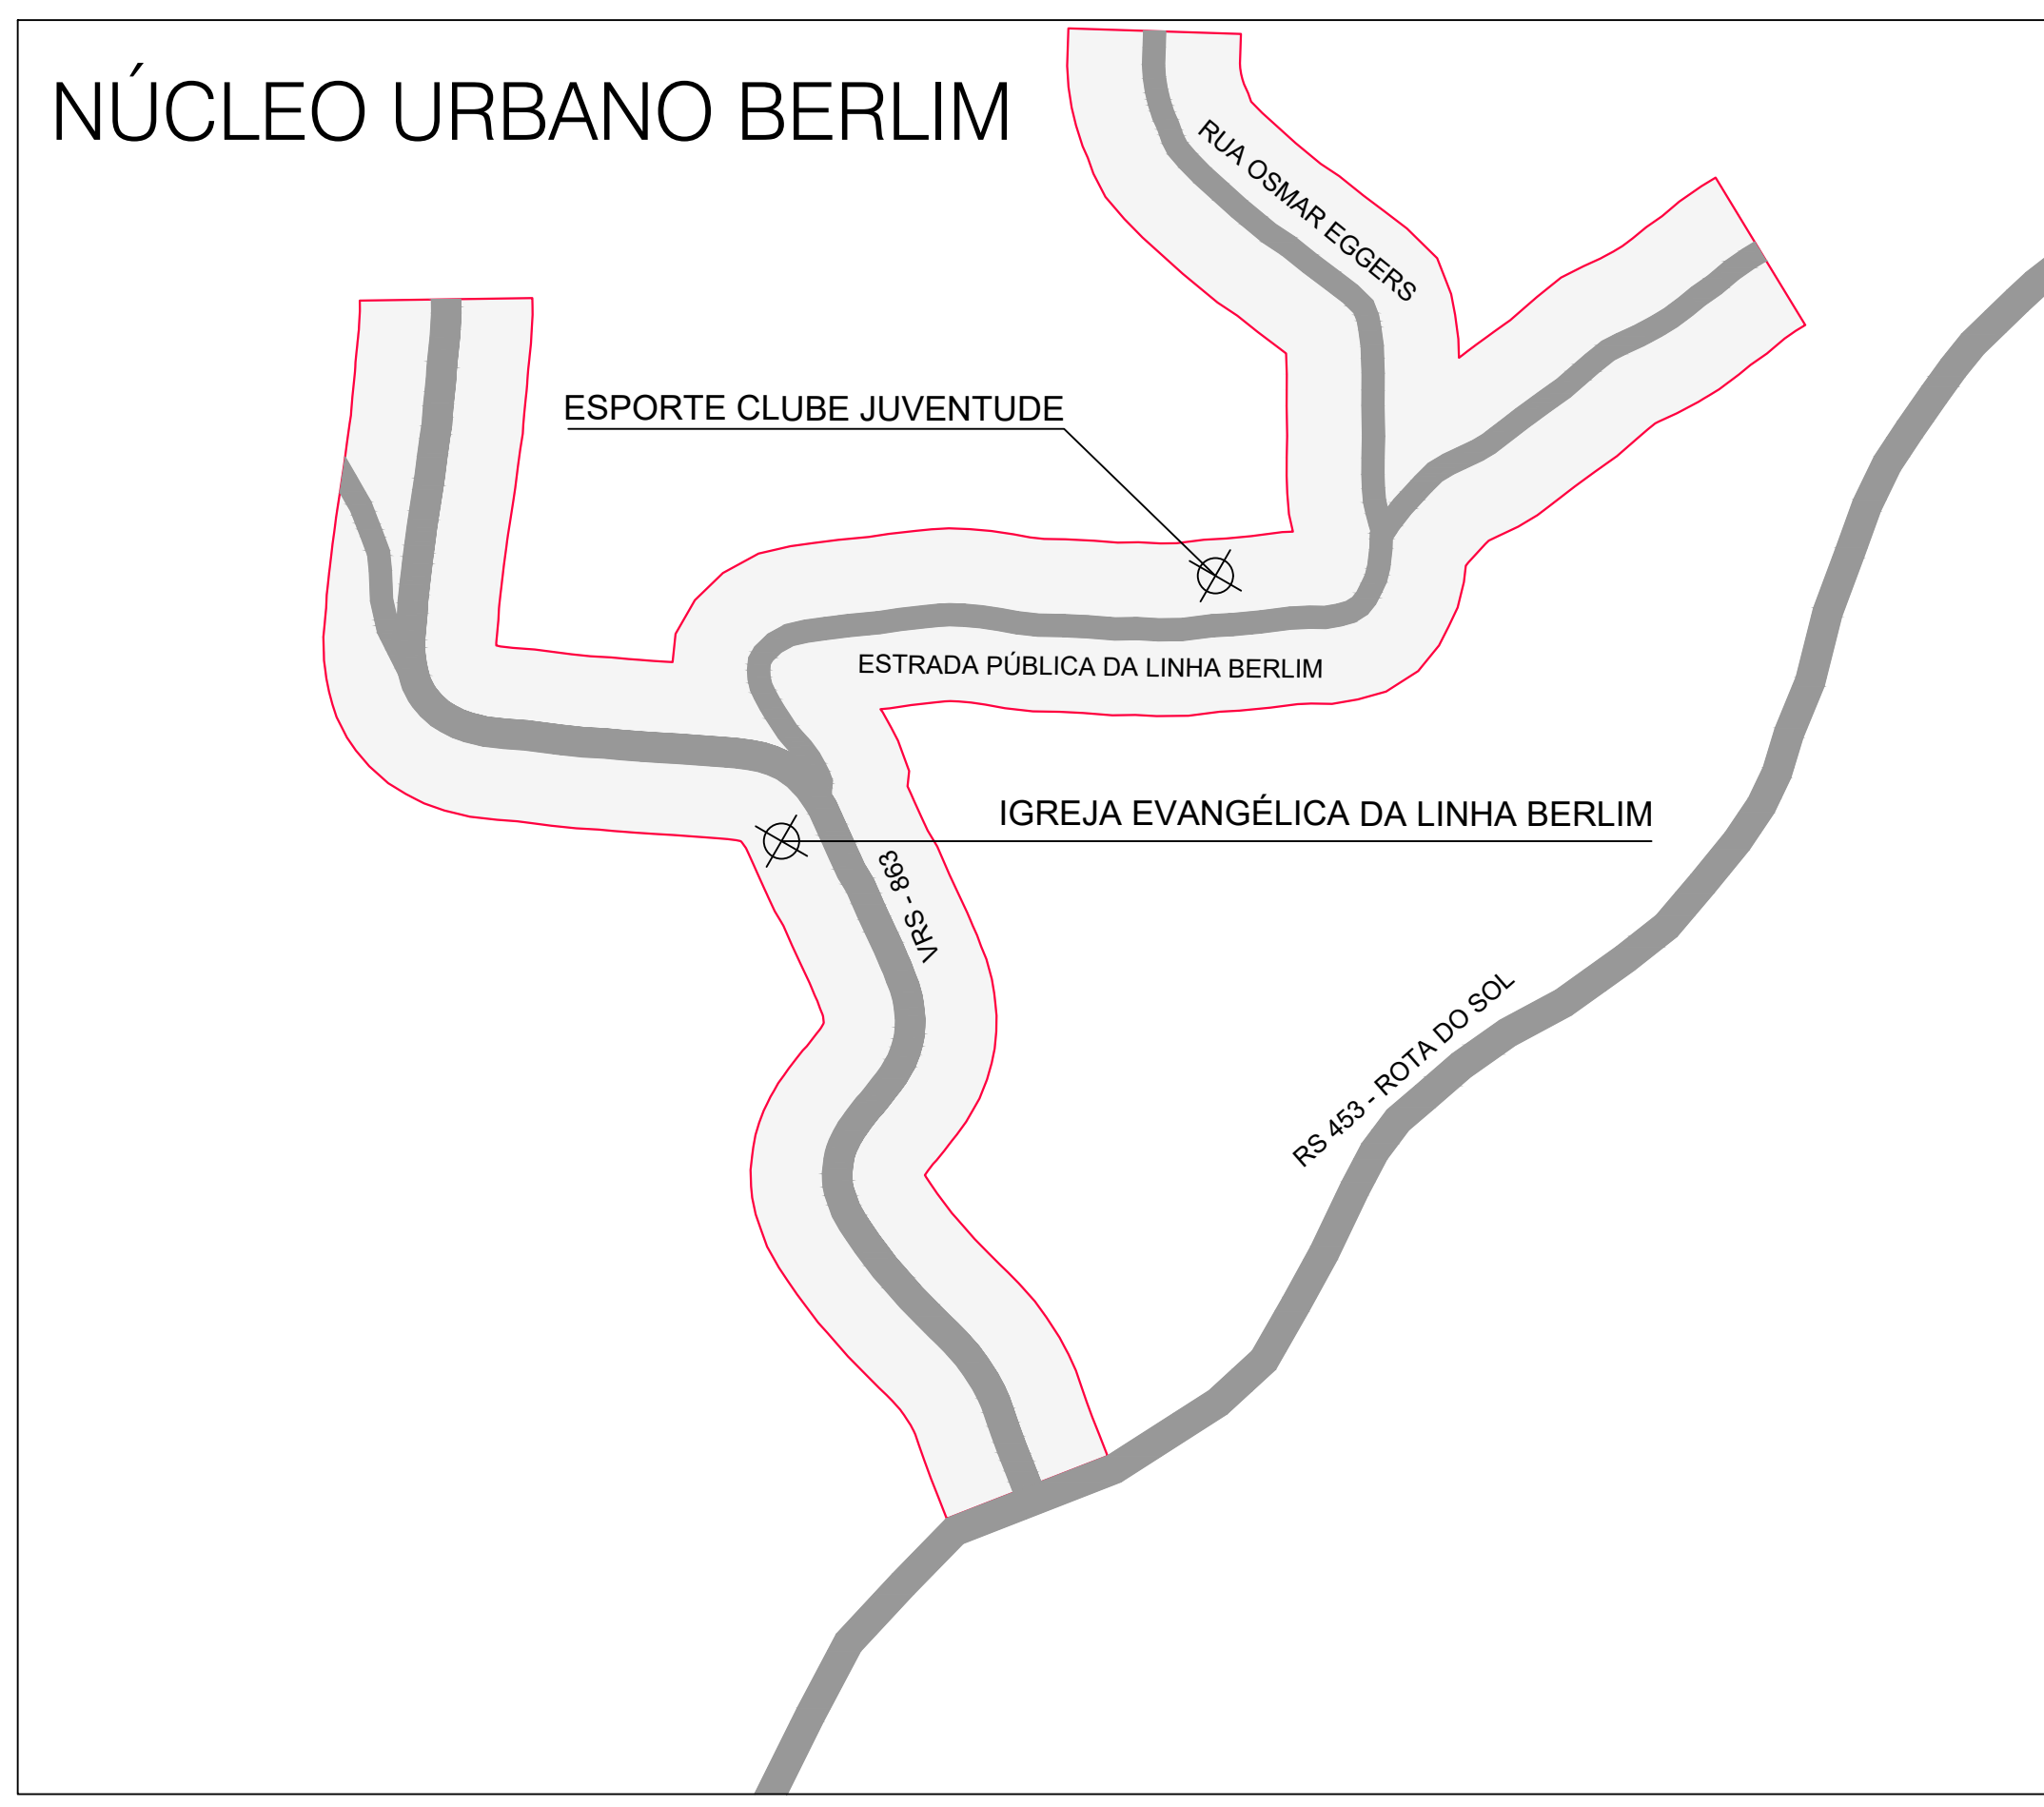 NÚCLEO URBANO BERLIM
RUA OSMAR EGGERS
ESPORTE CLUBE JUVENTUDE
ESTRADA PÚBLICA DA LINHA BERLIM
IGREJA EVANGÉLICA DA LINHA BERLIM
VRS - 863
RS 453 - ROTA DO SOL